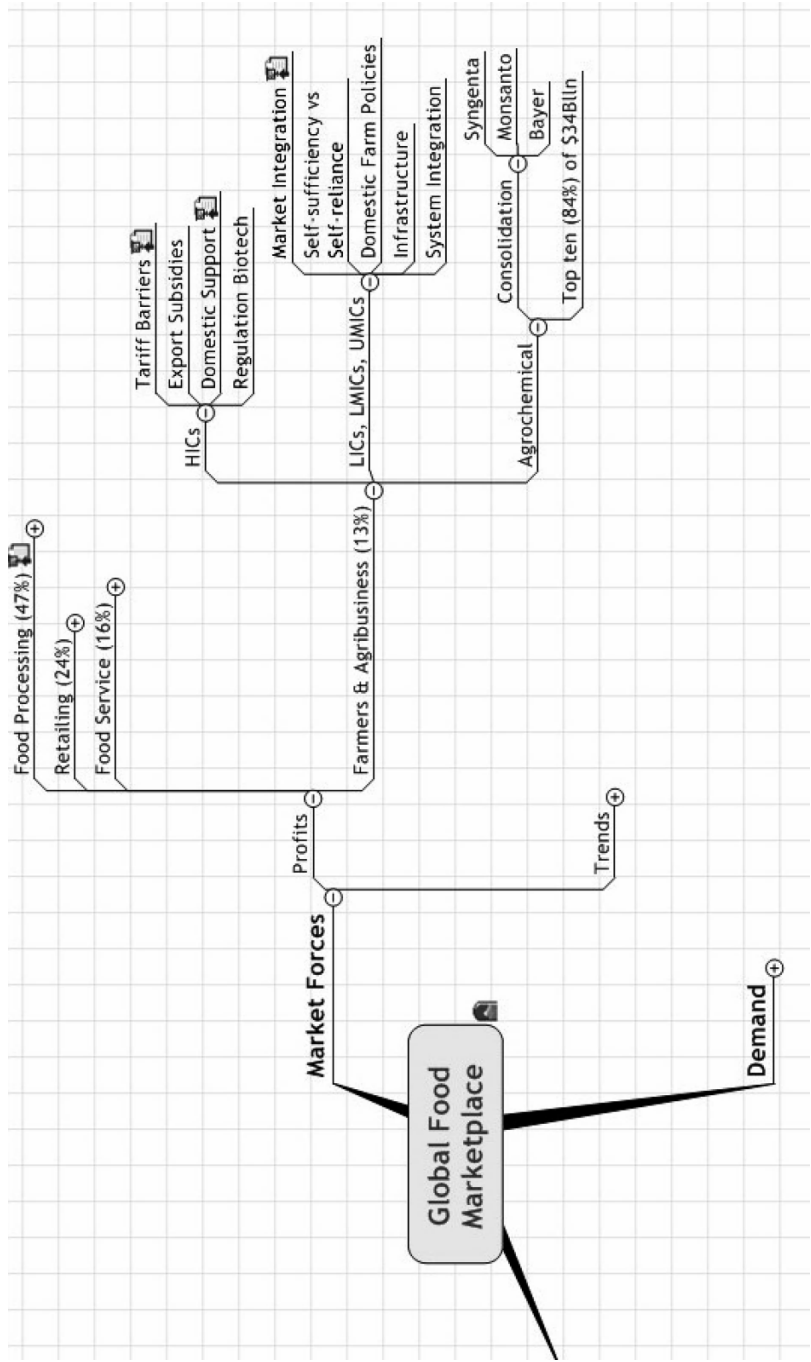 Global Food
Marketplace
Market Forces
Profits
Food Processing (47%)
Retailing (24%)
Food Service (16%)
Farmers & Agribusiness (13%)
HICs
Tariff Barriers
Export Subsidies
Domestic Support
Regulation Biotech
LICs, LMICs, UMICs
Market Integration
Self-sufficiency vs
Self-reliance
Domestic Farm Policies
Infrastructure
System Integration
Agrochemical
Consolidation
Syngenta
Monsanto
Bayer
Top ten (84%) of $34Blln
Trends
Demand